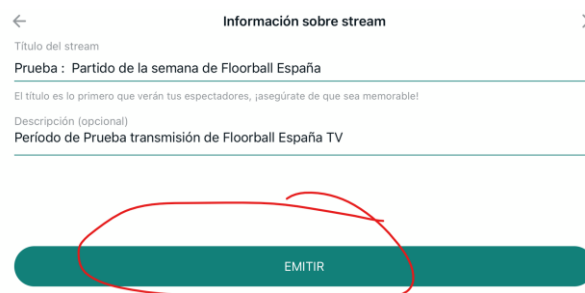 Información sobre stream
Título del stream
Prueba : Partido de la semana de Floorball España
El título es lo primero que verán tus espectadores, ¡asegúrate de que sea memorable!
Descripción (opcional)
Período de Prueba transmisión de Floorball España TV
EMITIR